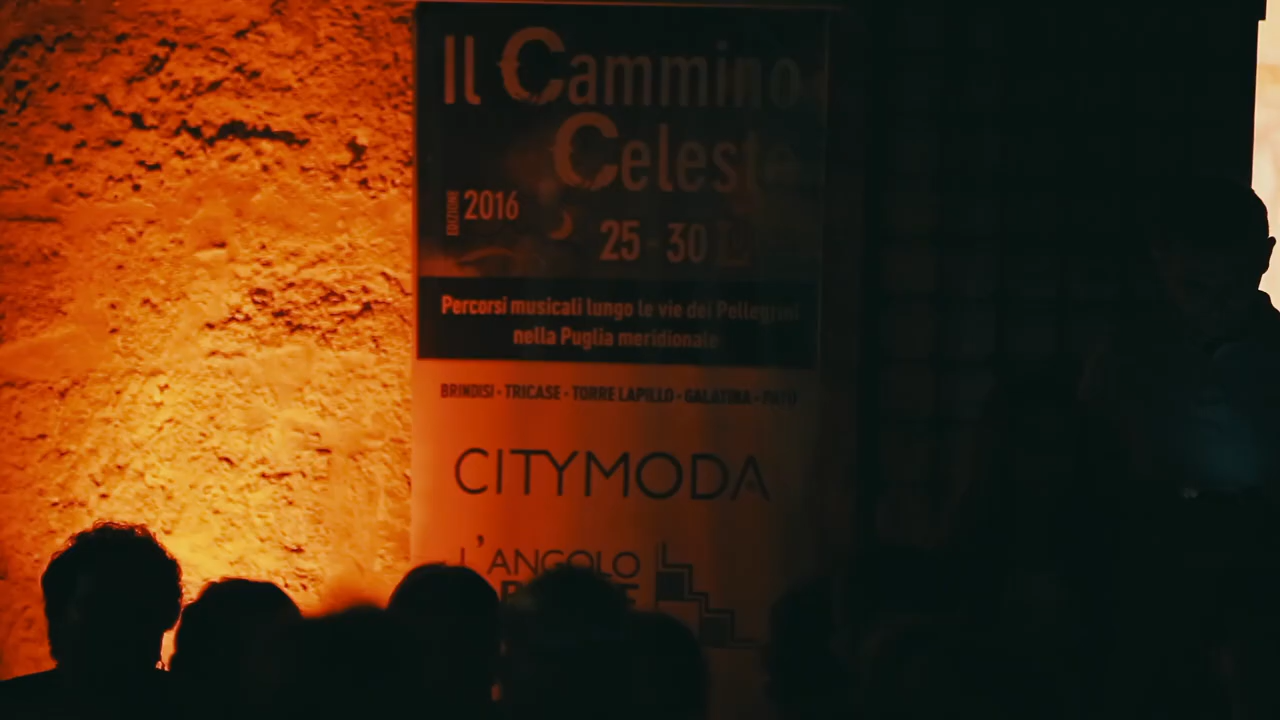 Il Cammino
Celeste
EDIZIONE 2016
25 - 30
Percorsi musicali lungo le vie dei Pellegrini
nella Puglia meridionale
BRINDISI - TRICASE - TORRE LAPILLO - GALATINA -
CITYMODA
L'ANGOLO